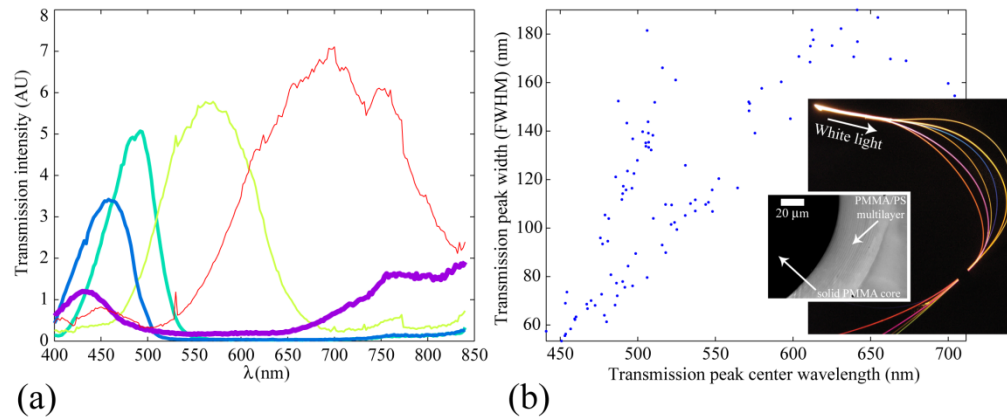 8
7
6
5
4
3
2
1
0
Transmission intensity (AU)
400 450 500 550 600 650 700 750 800 850
λ(nm)
(a)
180
160
140
120
100
80
60
Transmission peak width (FWHM) (nm)
450 500 550 600 650 700
Transmission peak center wavelength (nm)
(b)
White light
20 μm
PMMA/PS
multilayer
solid PMMA core